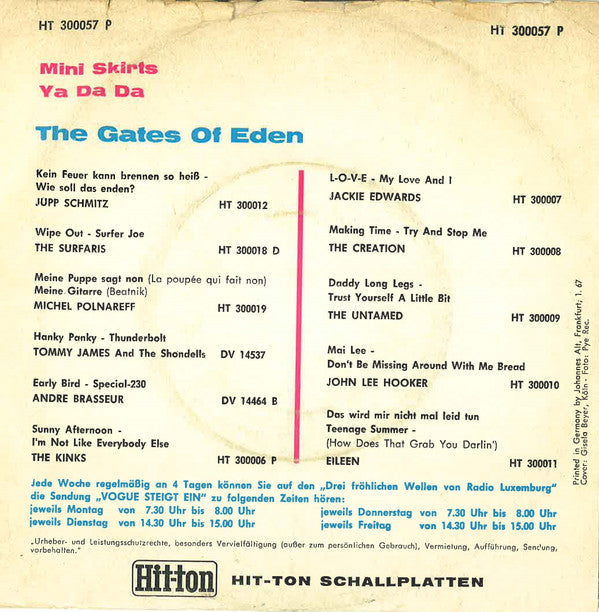 HT 300057 P
HT 300057 P
Mini Skirts
Ya Da Da
The Gates Of Eden
Kein Feuer kann brennen so heiß -
Wie soll das enden?
JUPP SCHMITZ HT 300012
Wipe Out - Surfer Joe
THE SURFARIS HT 300018 D
Meine Puppe sagt non (La poupée qui fait non)
Meine Gitarre (Beatnik)
MICHEL POLNAREFF HT 300019
Hanky Panky - Thunderbolt
TOMMY JAMES And The Shondells DV 14537
Early Bird - Special-230
ANDRE BRASSEUR DV 14464 B
Sunny Afternoon -
I'm Not Like Everybody Else
THE KINKS HT 300006 P
L-O-V-E - My Love And I
JACKIE EDWARDS HT 300007
Making Time - Try And Stop Me
THE CREATION HT 300008
Daddy Long Legs -
Trust Yourself A Little Bit
THE UNTAMED HT 300009
Mai Lee -
Don't Be Missing Around With Me Bread
JOHN LEE HOOKER HT 300010
Das wird mir nicht mal leid tun
Teenage Summer -
(How Does That Grab You Darlin')
EILEEN HT 300011
Printed in Germany by Johannes Alt, Frankfurt; 1. 67
Cover: Gisela Beyer, Köln - Foto: Pye Rec.
Jede Woche regelmäßig an 4 Tagen können Sie auf den „Drei fröhlichen Wellen von Radio Luxemburg"
die Sendung „VOGUE STEIGT EIN" zu folgenden Zeiten hören:
jeweils Montag von 7.30 Uhr bis 8.00 Uhr jeweils Donnerstag von 7.30 Uhr bis 8.00 Uhr
jeweils Dienstag von 14.30 Uhr bis 15.00 Uhr jeweils Freitag von 14.30 Uhr bis 15.00 Uhr
„Urheber- und Leistungsschutzrechte, besonders Vervielfältigung (außer zum persönlichen Gebrauch), Vermietung, Aufführung, Sendung,
vorbehalten."
Hit-ton HIT-TON SCHALLPLATTEN